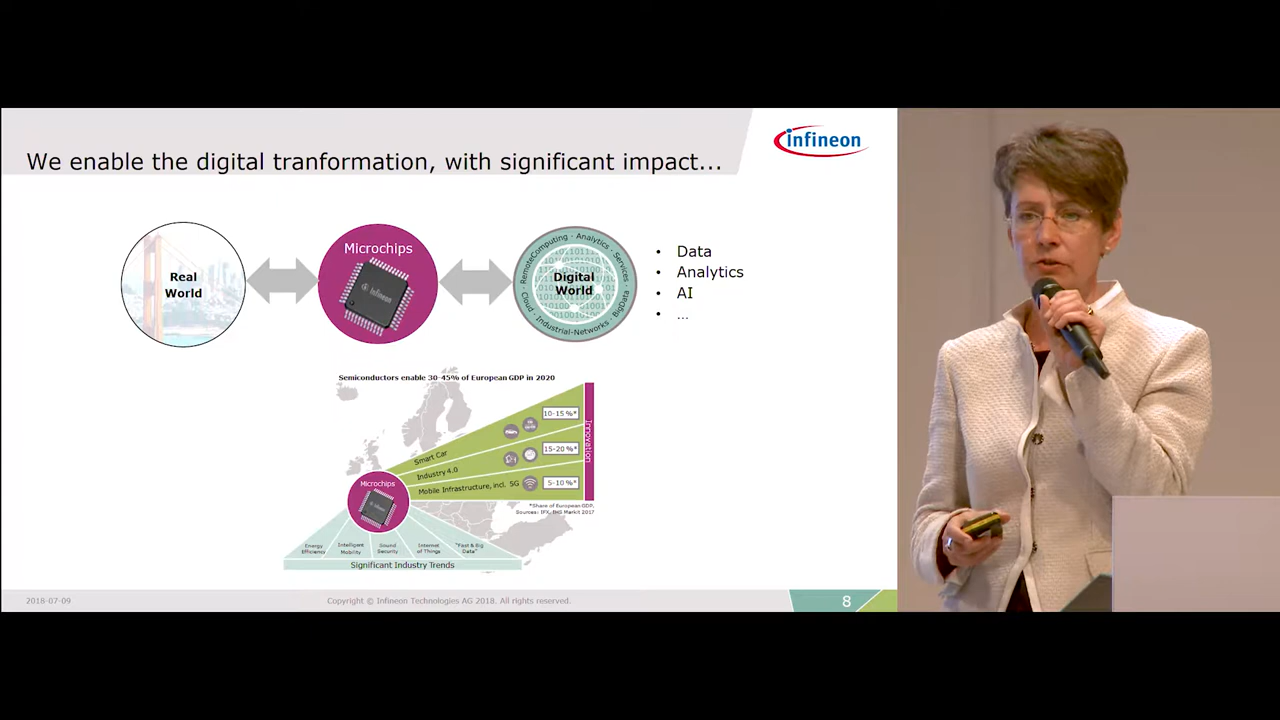 infineon
We enable the digital tranformation, with significant impact...
Real
World
Microchips
infineon
RemoteComputing · Analytics · Services
Cloud · Industrial-Networks · BigData
Digital
World
• Data
• Analytics
• AI
• ...
Semiconductors enable 30-45% of European GDP in 2020
10-15 %*
Smart Car
15-20 %*
Industry 4.0
5-10 %*
Mobile Infrastructure, incl. 5G
Innovation
Microchips
*Share of European GDP.
Sources: IFX, IHS Markit 2017
Energy
Efficiency
Intelligent
Mobility
Sound
Security
Internet
of Things
"Fast & Big
Data"
Significant Industry Trends
2018-07-09
Copyright © Infineon Technologies AG 2018. All rights reserved.
8